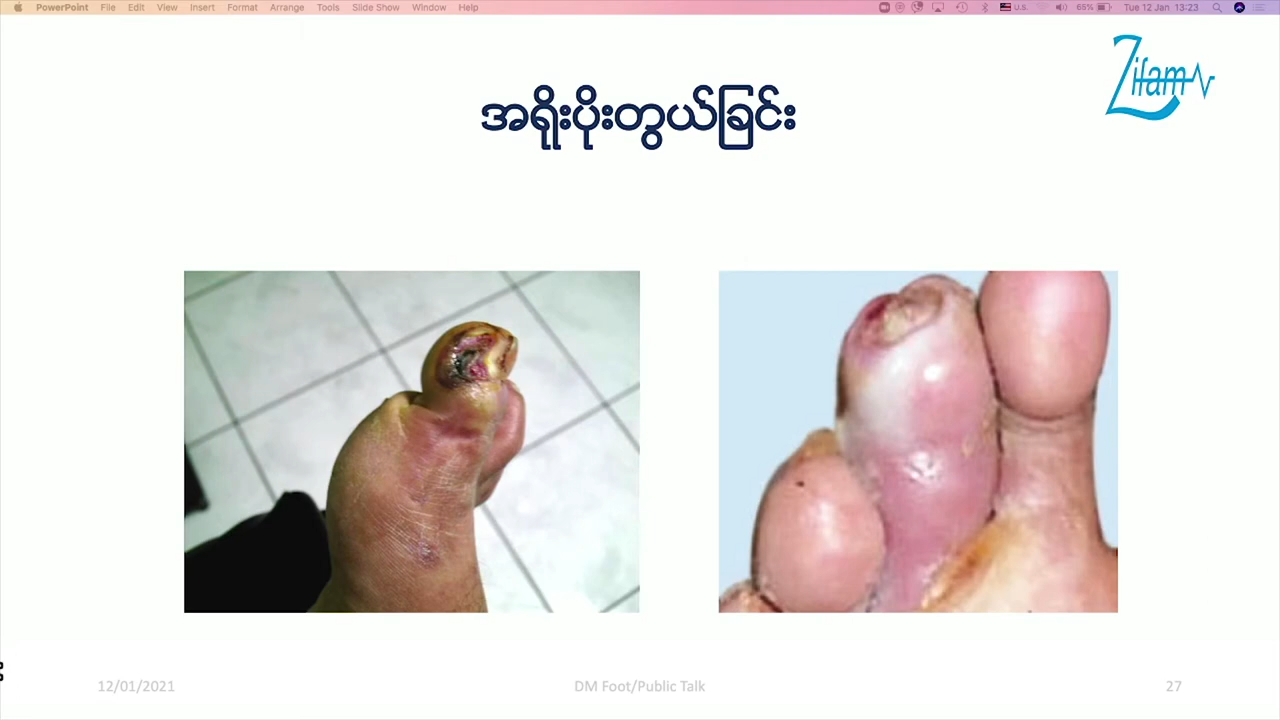 PowerPoint File Edit View Insert Format Arrange Tools Slide Show Window Help U.S. 65% Tue 12 Jan 13:23
Zifam
အရိုးပိုးတွယ်ခြင်း
12/01/2021 DM Foot/Public Talk 27